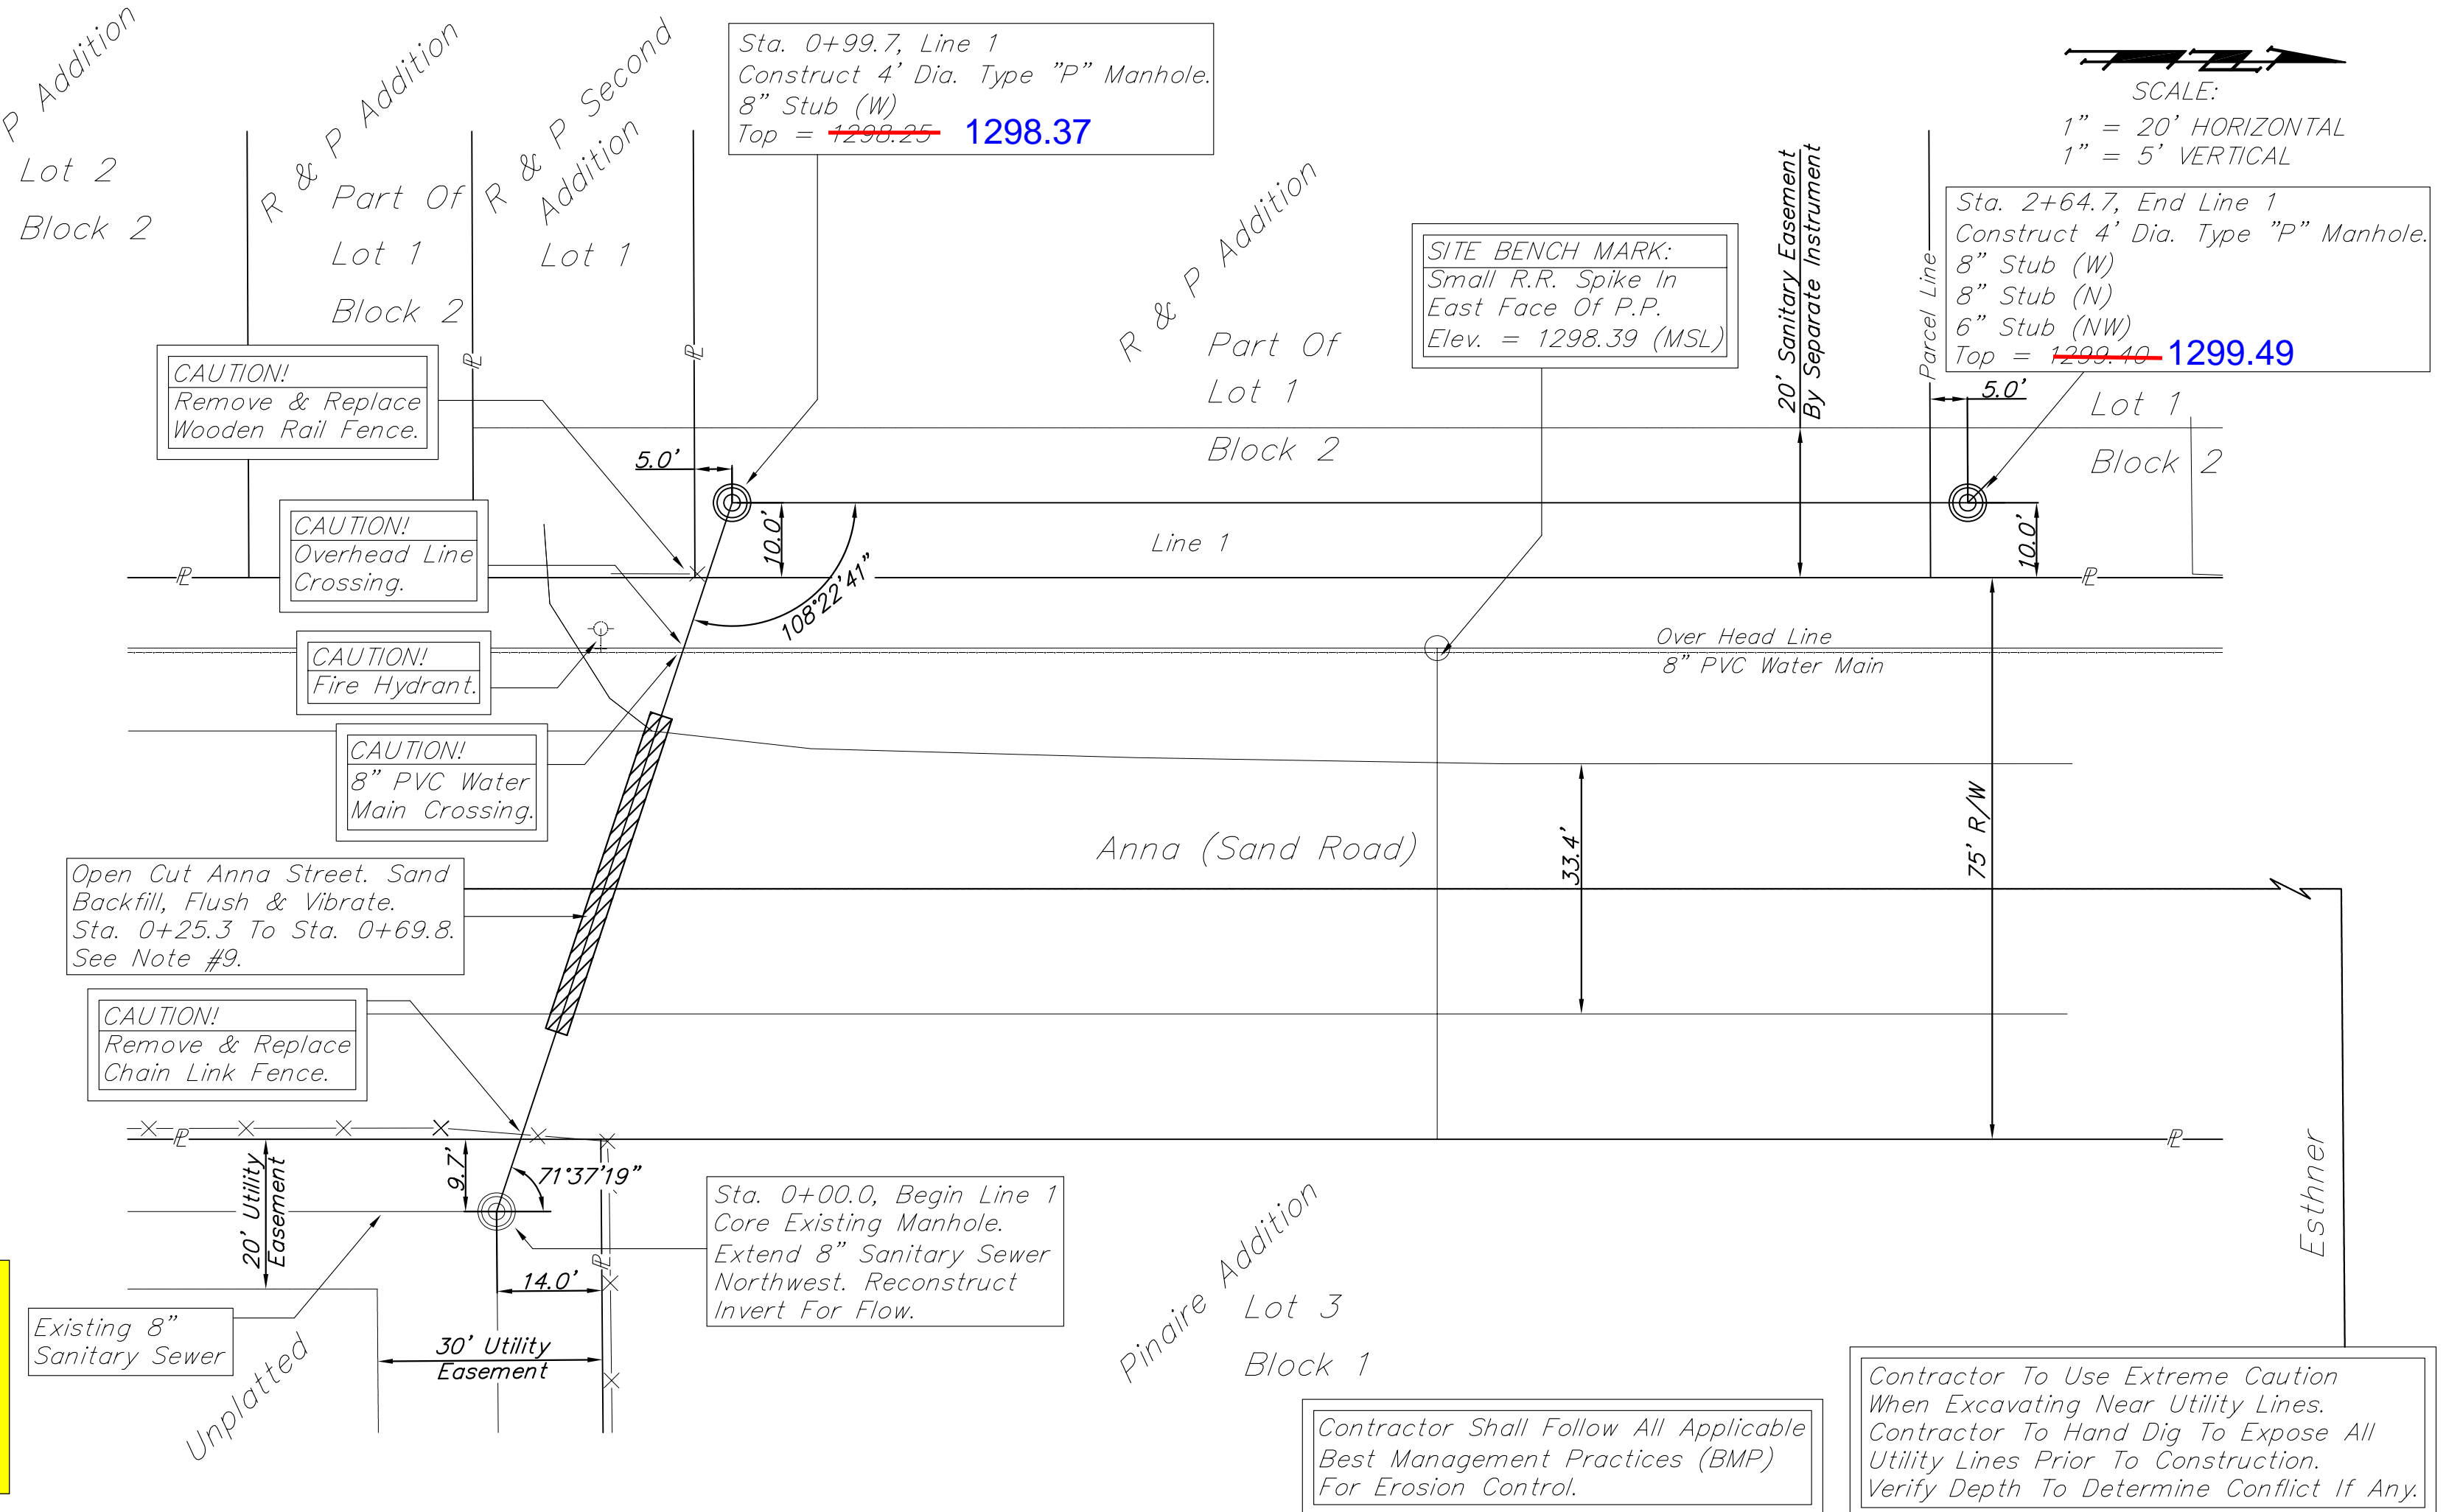 P Addition
Lot 2
Block 2
R & P Addition
Part Of
Lot 1
Block 2
R & P Second
Addition
Lot 1
Sta. 0+99.7, Line 1
Construct 4' Dia. Type "P" Manhole.
8" Stub (W)
Top = 1298.25 1298.37
SCALE:
1" = 20' HORIZONTAL
1" = 5' VERTICAL
R & P Addition
Part Of
Lot 1
Block 2
SITE BENCH MARK:
Small R.R. Spike In
East Face Of P.P.
Elev. = 1298.39 (MSL)
20' Sanitary Easement
By Separate Instrument
Parcel Line
Sta. 2+64.7, End Line 1
Construct 4' Dia. Type "P" Manhole.
8" Stub (W)
8" Stub (N)
6" Stub (NW)
Top = 1299.40 1299.49
5.0'
Lot 1
Block 2
CAUTION!
Remove & Replace
Wooden Rail Fence.
PL
PL
5.0'
10.0'
108°22'41"
Line 1
10.0'
CAUTION!
Overhead Line
Crossing.
PL
PL
CAUTION!
Fire Hydrant.
Over Head Line
8" PVC Water Main
CAUTION!
8" PVC Water
Main Crossing.
Anna (Sand Road)
33.4'
75' R/W
Open Cut Anna Street. Sand
Backfill, Flush & Vibrate.
Sta. 0+25.3 To Sta. 0+69.8.
See Note #9.
CAUTION!
Remove & Replace
Chain Link Fence.
PL
PL
20' Utility
Easement
9.7'
71°37'19"
PL
14.0'
30' Utility
Easement
Sta. 0+00.0, Begin Line 1
Core Existing Manhole.
Extend 8" Sanitary Sewer
Northwest. Reconstruct
Invert For Flow.
Existing 8"
Sanitary Sewer
Unplatted
Pinaire Addition
Lot 3
Block 1
Esthner
Contractor Shall Follow All Applicable
Best Management Practices (BMP)
For Erosion Control.
Contractor To Use Extreme Caution
When Excavating Near Utility Lines.
Contractor To Hand Dig To Expose All
Utility Lines Prior To Construction.
Verify Depth To Determine Conflict If Any.